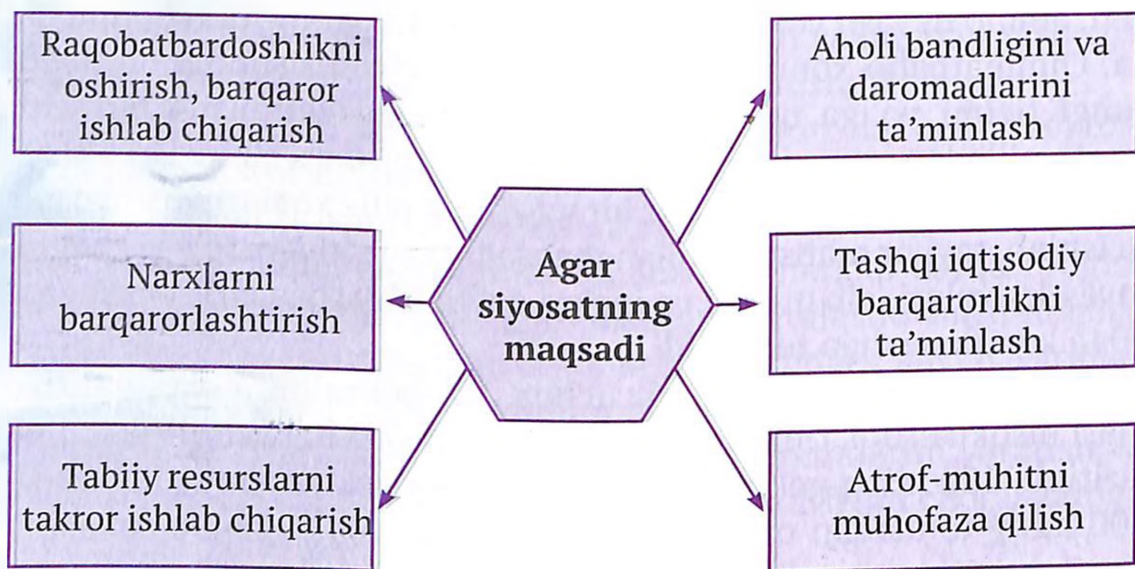 Raqobatbardoshlikni
oshirish, barqaror
ishlab chiqarish
Aholi bandligini va
daromadlarini
ta’minlash
Narxlarni
barqarorlashtirish
Agar
siyosatning
maqsadi
Tashqi iqtisodiy
barqarorlikni
ta’minlash
Tabiiy resurslarni
takror ishlab chiqarish
Atrof-muhitni
muhofaza qilish